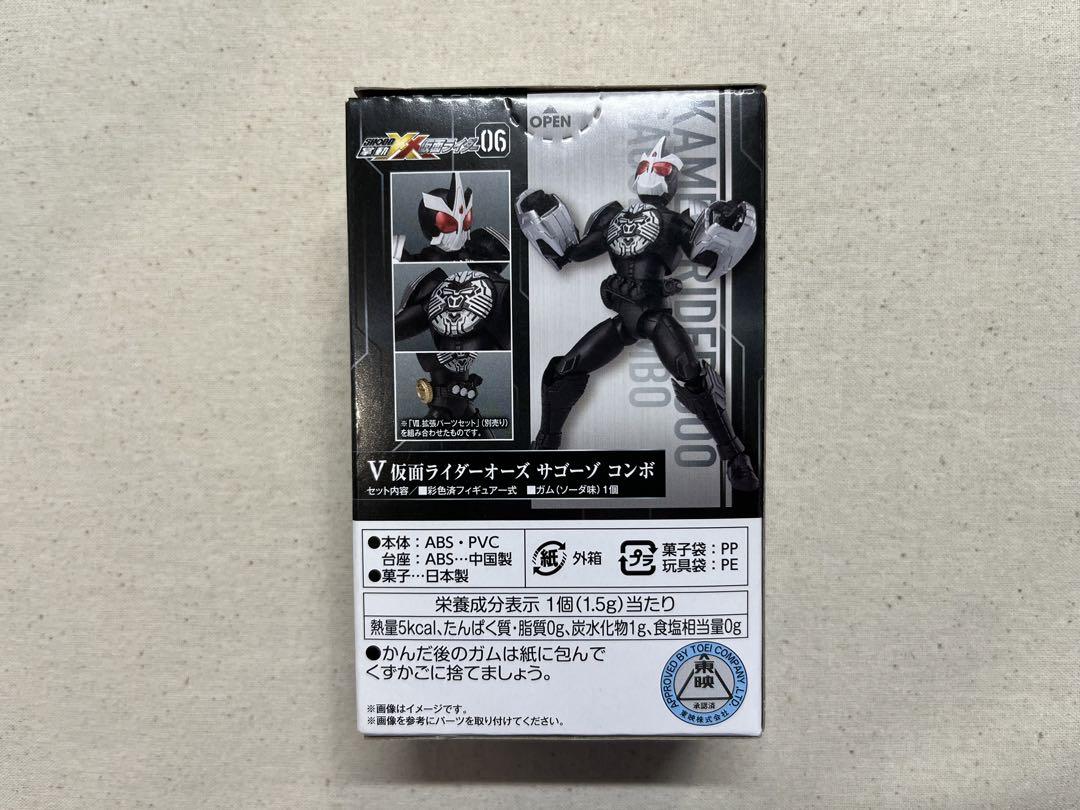 OPEN
SHODO
掌動 XX 仮面ライダー 06
KAMEN RIDER OOO
COMBO
※「Ⅶ.拡張パーツセット」(別売り)
を組み合わせたものです。
Ⅴ 仮面ライダーオーズ サゴーゾ コンボ
セット内容/■彩色済フィギュア一式 ■ガム(ソーダ味)1個
●本体:ABS・PVC
台座:ABS…中国製
●菓子…日本製
紙 外箱
プラ 菓子袋:PP
玩具袋:PE
栄養成分表示 1個(1.5g)当たり
熱量5kcal、たんぱく質・脂質0g、炭水化物1g、食塩相当量0g
●かんだ後のガムは紙に包んで
くずかごに捨てましょう。
※画像はイメージです。
※画像を参考にパーツを取り付けてください。
APPROVED BY TOEI COMPANY, LTD.
東映
承認済
東映株式会社